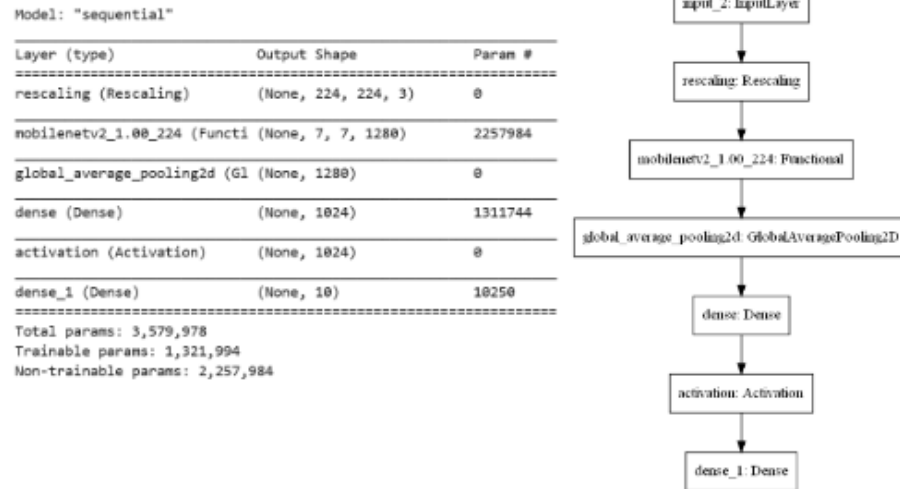 Model: "sequential"
Layer (type) Output Shape Param #
rescaling (Rescaling) (None, 224, 224, 3) 0
mobilenetv2_1.00_224 (Functi (None, 7, 7, 1280) 2257984
global_average_pooling2d (Gl (None, 1280) 0
dense (Dense) (None, 1024) 1311744
activation (Activation) (None, 1024) 0
dense_1 (Dense) (None, 10) 10250
Total params: 3,579,978
Trainable params: 1,321,994
Non-trainable params: 2,257,984
input_2: InputLayer
rescaling: Rescaling
mobilenetv2_1.00_224: Functional
global_average_pooling2d: GlobalAveragePooling2D
dense: Dense
activation: Activation
dense_1: Dense